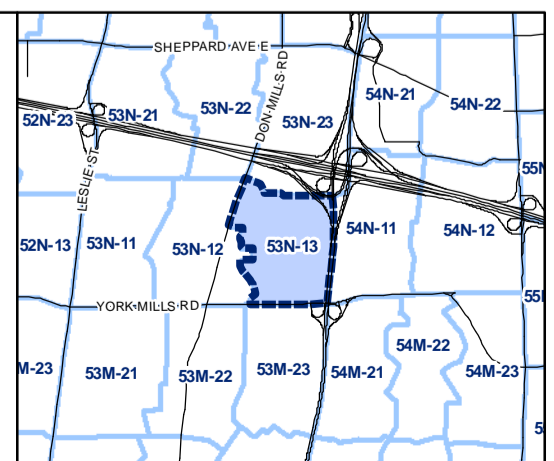 SHEPPARD AVE E
DON MILLS RD
LESLIE ST
YORK MILLS RD
52N-23
53N-21
53N-22
53N-23
54N-21
54N-22
55N
52N-13
53N-11
53N-12
53N-13
54N-11
54N-12
55
M-23
53M-21
53M-22
53M-23
54M-21
54M-22
54M-23
5